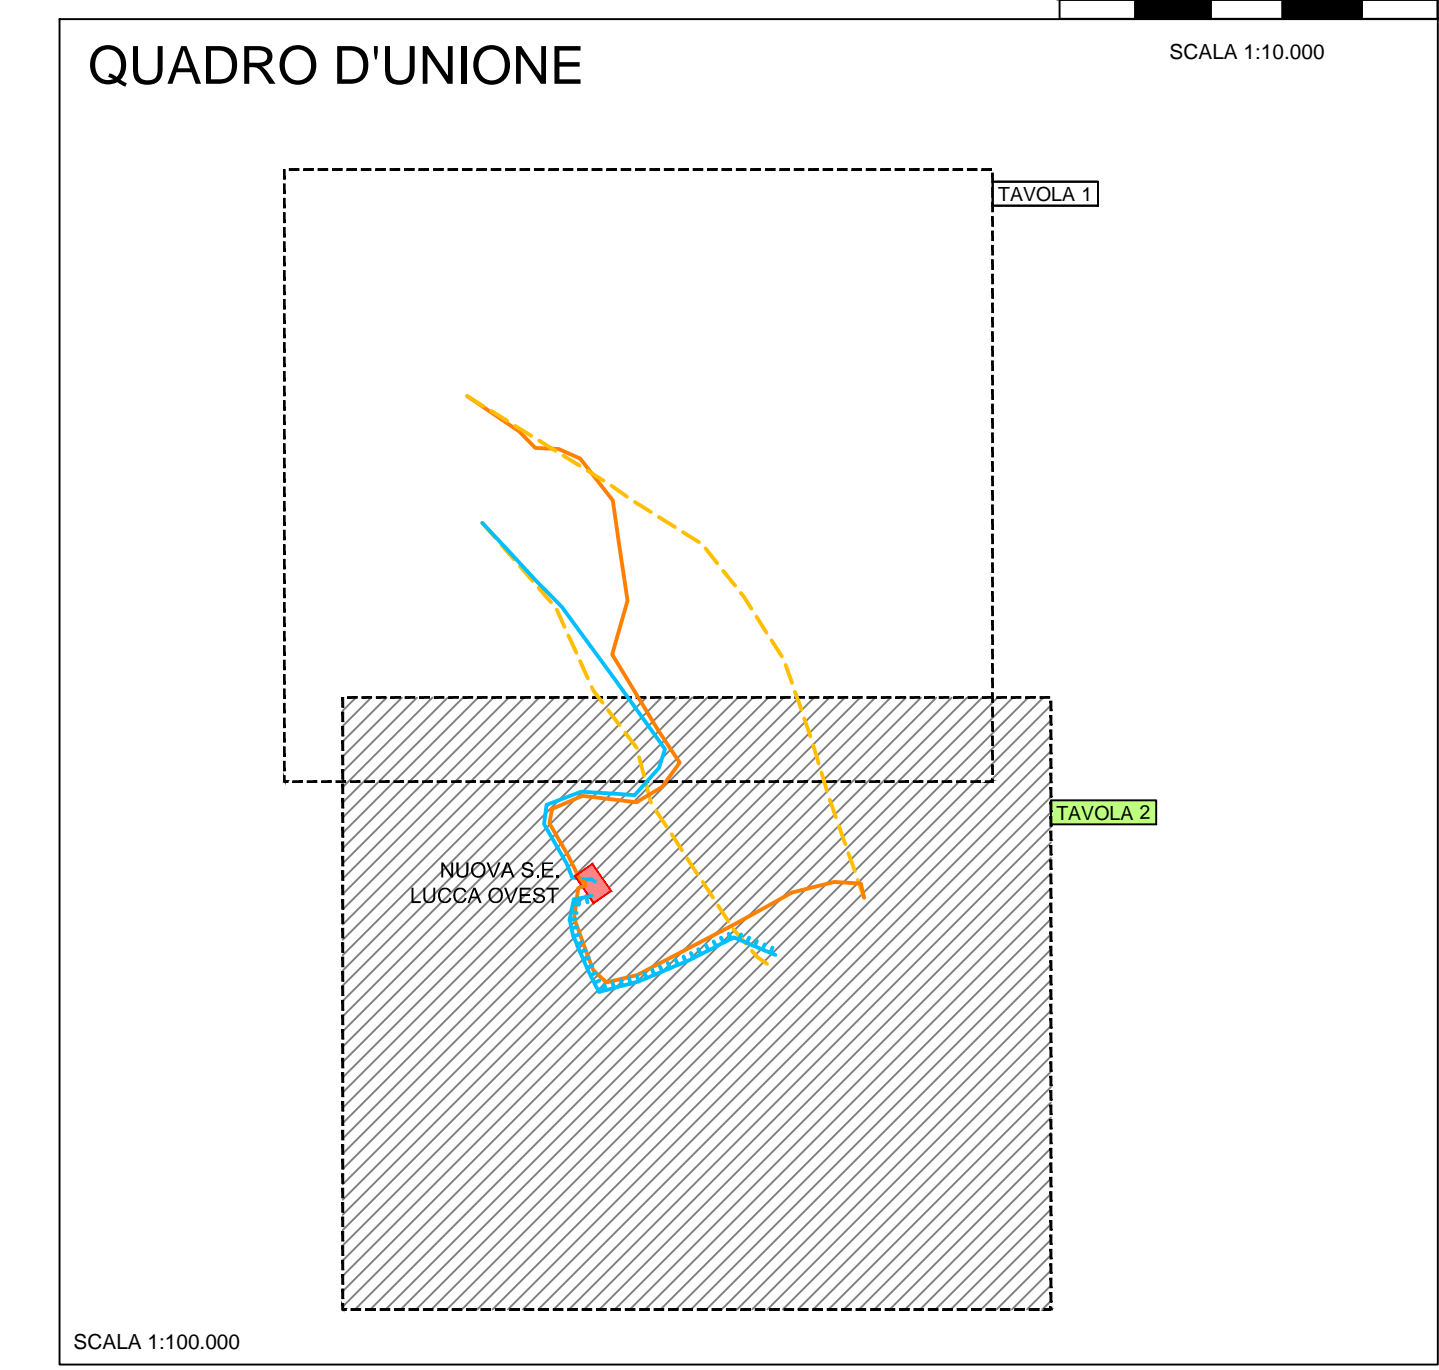 SCALA 1:10.000
QUADRO D'UNIONE
TAVOLA 1
TAVOLA 2
NUOVA S.E.
LUCCA OVEST
SCALA 1:100.000